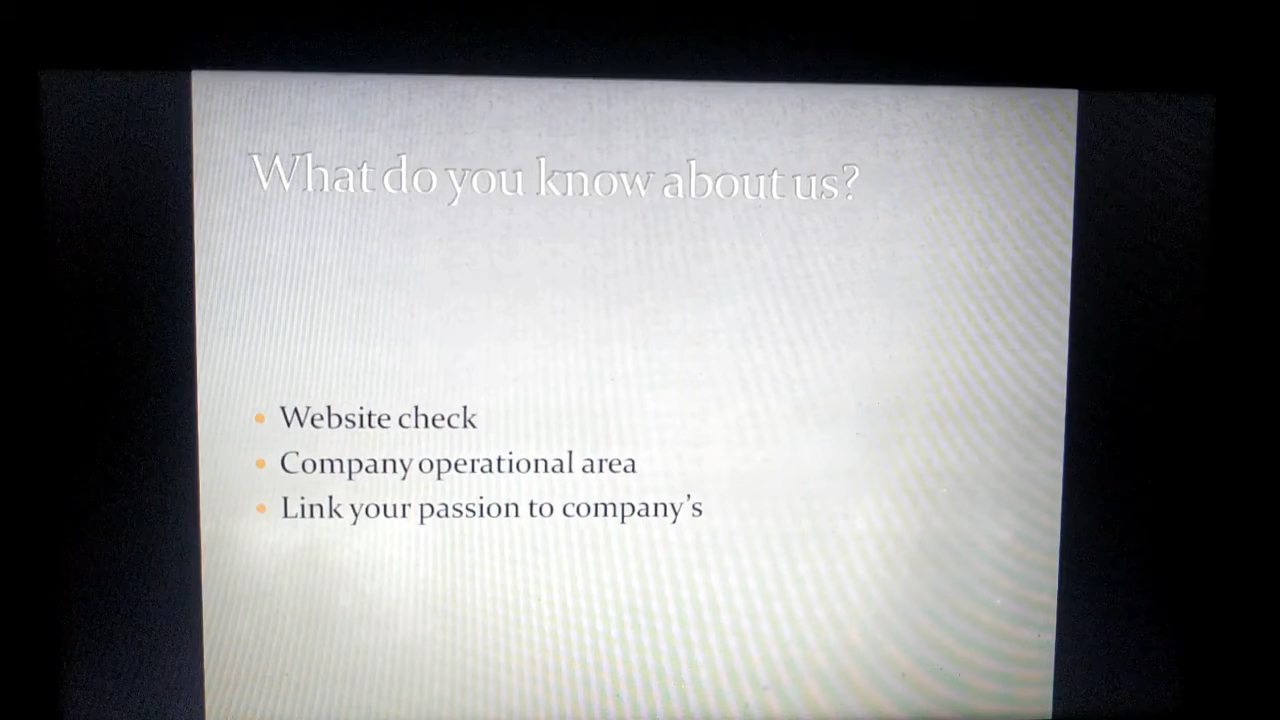 What do you know about us?
Website check
Company operational area
Link your passion to company's